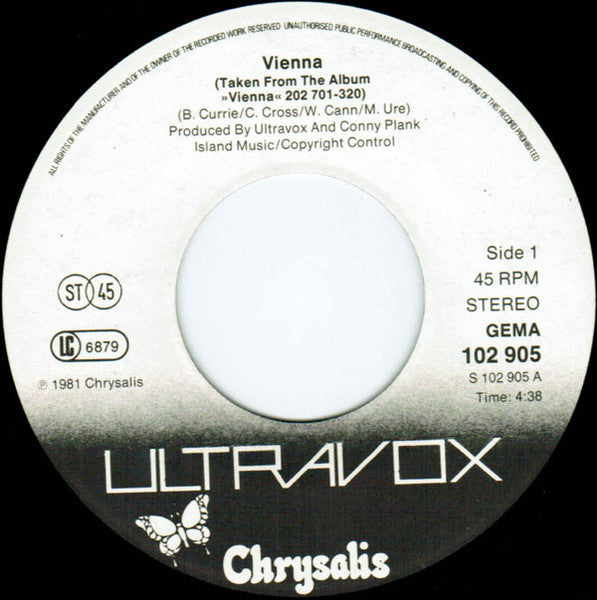 ALL RIGHTS OF THE MANUFACTURER AND OF THE OWNER OF THE RECORDED WORK RESERVED UNAUTHORISED PUBLIC PERFORMANCE BROADCASTING AND COPYING OF THIS RECORD PROHIBITED
Vienna
(Taken From The Album
»Vienna« 202 701-320)
(B. Currie/C. Cross/W. Cann/M. Ure)
Produced By Ultravox And Conny Plank
Island Music/Copyright Control
Side 1
45 RPM
STEREO
GEMA
102 905
S 102 905 A
Time: 4:38
ST 45
LC 6879
℗ 1981 Chrysalis
ULTRAVOX
Chrysalis